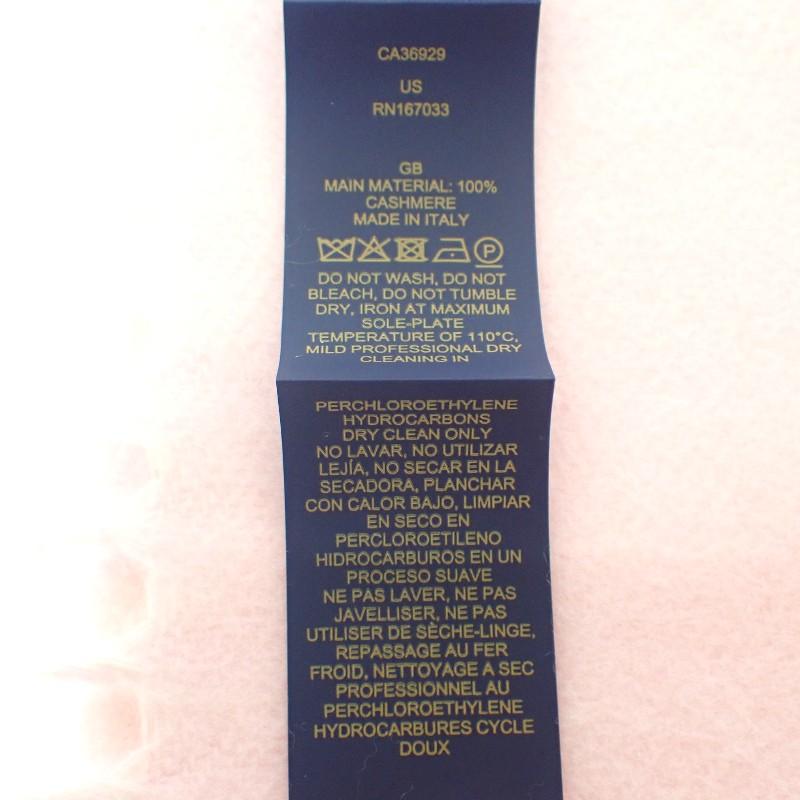 CA36929
US
RN167033
GB
MAIN MATERIAL: 100%
CASHMERE
MADE IN ITALY
P
DO NOT WASH, DO NOT
BLEACH, DO NOT TUMBLE
DRY, IRON AT MAXIMUM
SOLE-PLATE
TEMPERATURE OF 110°C,
MILD PROFESSIONAL DRY
CLEANING IN
PERCHLOROETHYLENE
HYDROCARBONS
DRY CLEAN ONLY
NO LAVAR, NO UTILIZAR
LEJÍA, NO SECAR EN LA
SECADORA, PLANCHAR
CON CALOR BAJO, LIMPIAR
EN SECO EN
PERCLOROETILENO
HIDROCARBUROS EN UN
PROCESO SUAVE
NE PAS LAVER, NE PAS
JAVELLISER, NE PAS
UTILISER DE SÈCHE-LINGE,
REPASSAGE AU FER
FROID, NETTOYAGE A SEC
PROFESSIONNEL AU
PERCHLOROETHYLENE
HYDROCARBURES CYCLE
DOUX